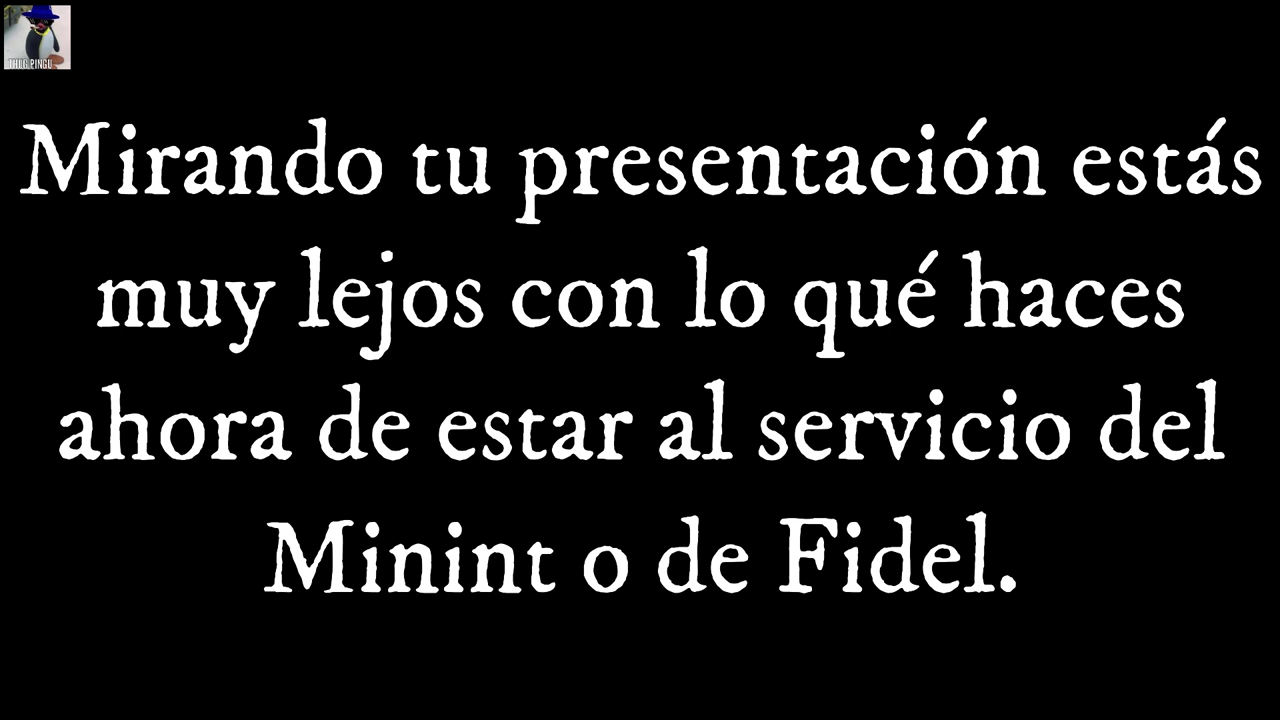 THUG PINGU
Mirando tu presentación estás
muy lejos con lo qué haces
ahora de estar al servicio del
Minint o de Fidel.